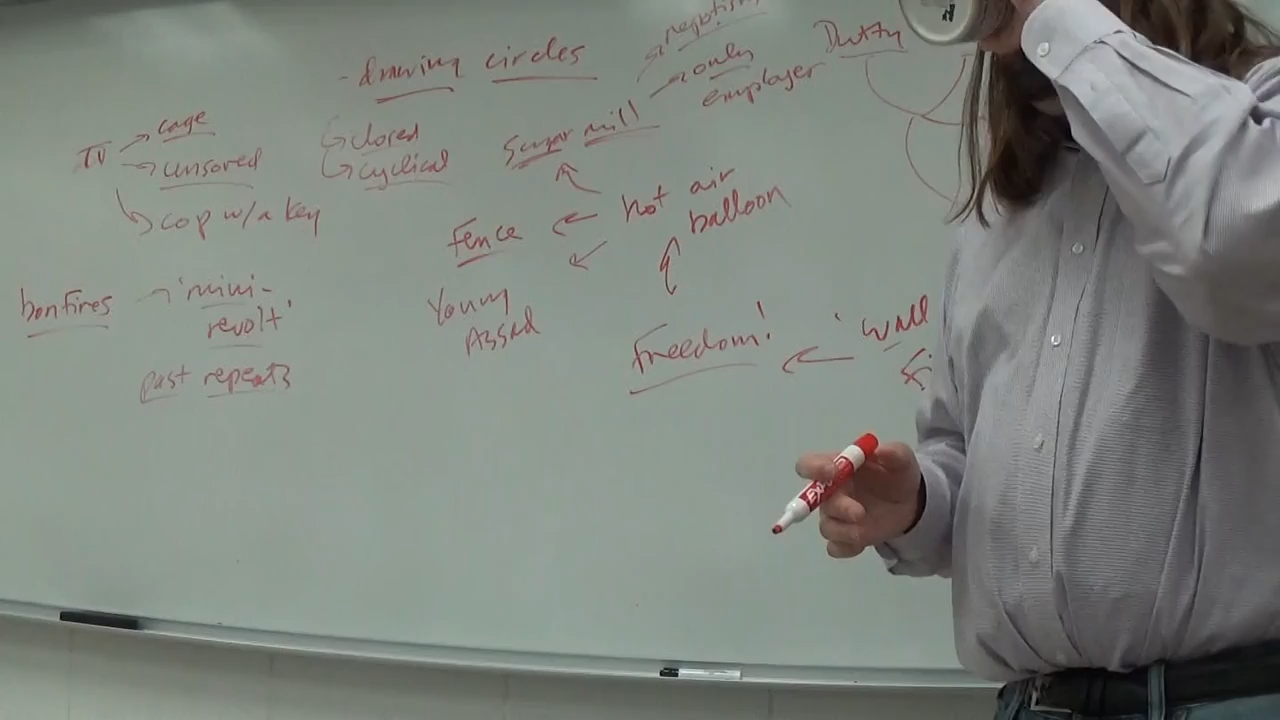 - drawing circles
closed
cyclical
TV
cage
censored
cop w/a key
bonfires
'mini-
revolt'
past repeats
sugar mill
nepotism
only
employer
Dutty
hot air
balloon
Fence
Young
Assad
Freedom!
'wall
EXPO